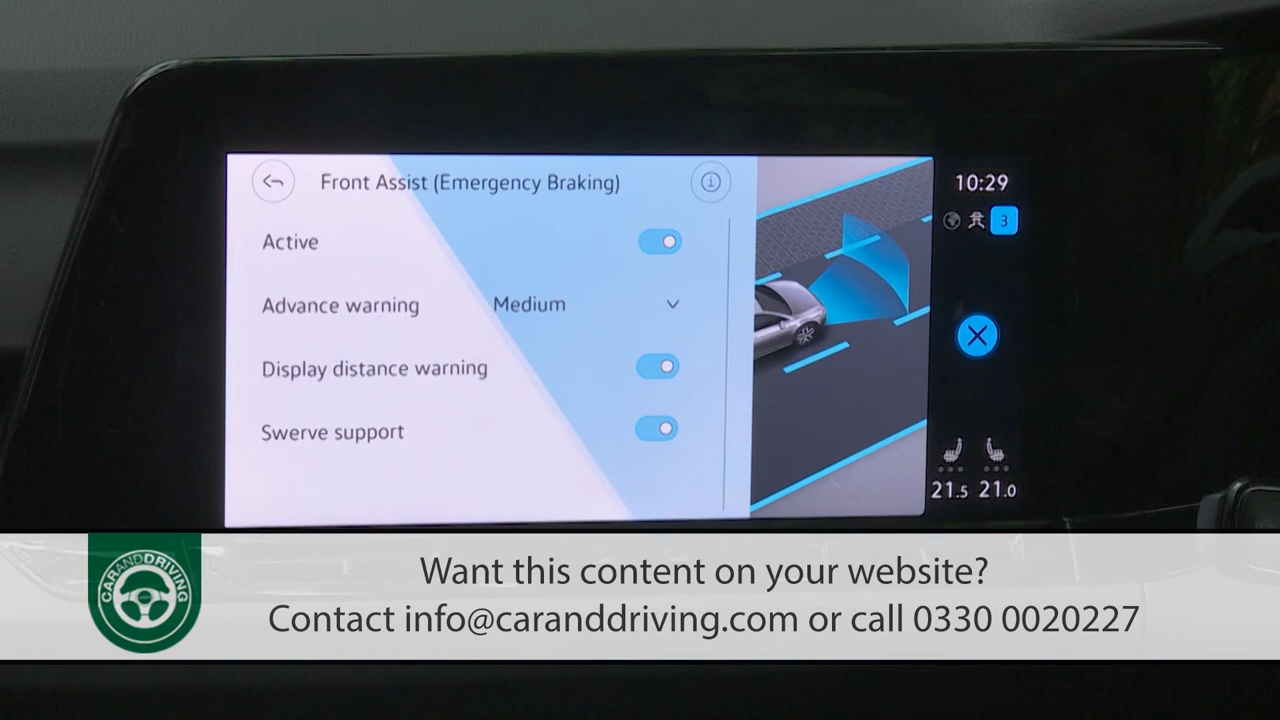 Front Assist (Emergency Braking)
Active
Advance warning Medium
Display distance warning
Swerve support
10:29
3
21.5 21.0
CARANDDRIVING
Want this content on your website?
Contact info@caranddriving.com or call 0330 0020227